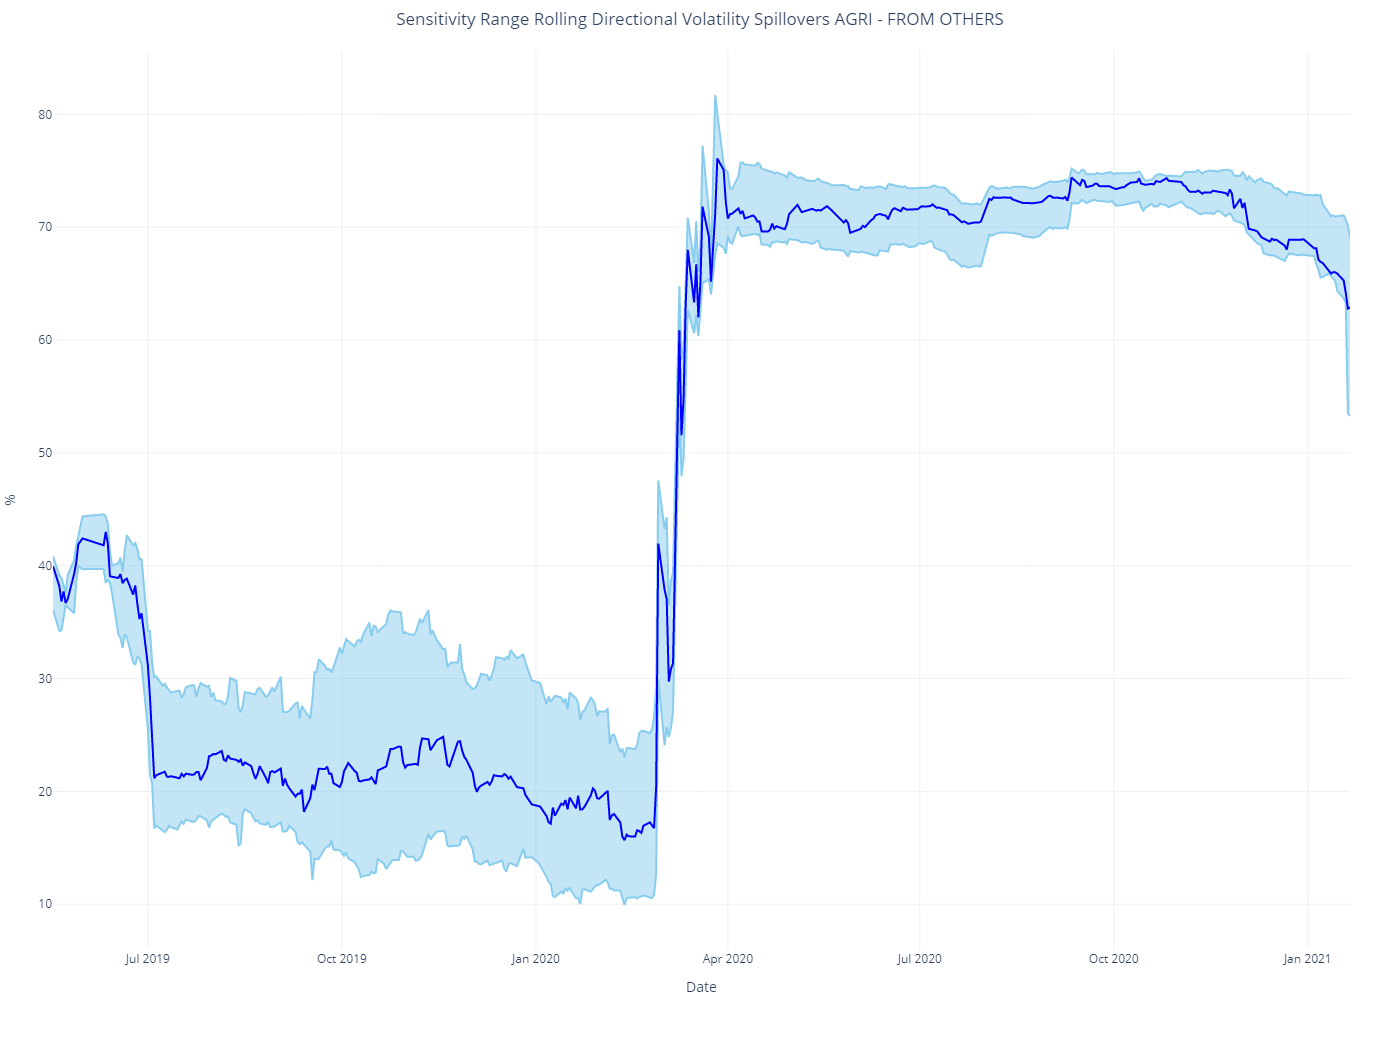 Sensitivity Range Rolling Directional Volatility Spillovers AGRI - FROM OTHERS
80
70
60
50
%
40
30
20
10
Jul 2019
Oct 2019
Jan 2020
Apr 2020
Jul 2020
Oct 2020
Jan 2021
Date